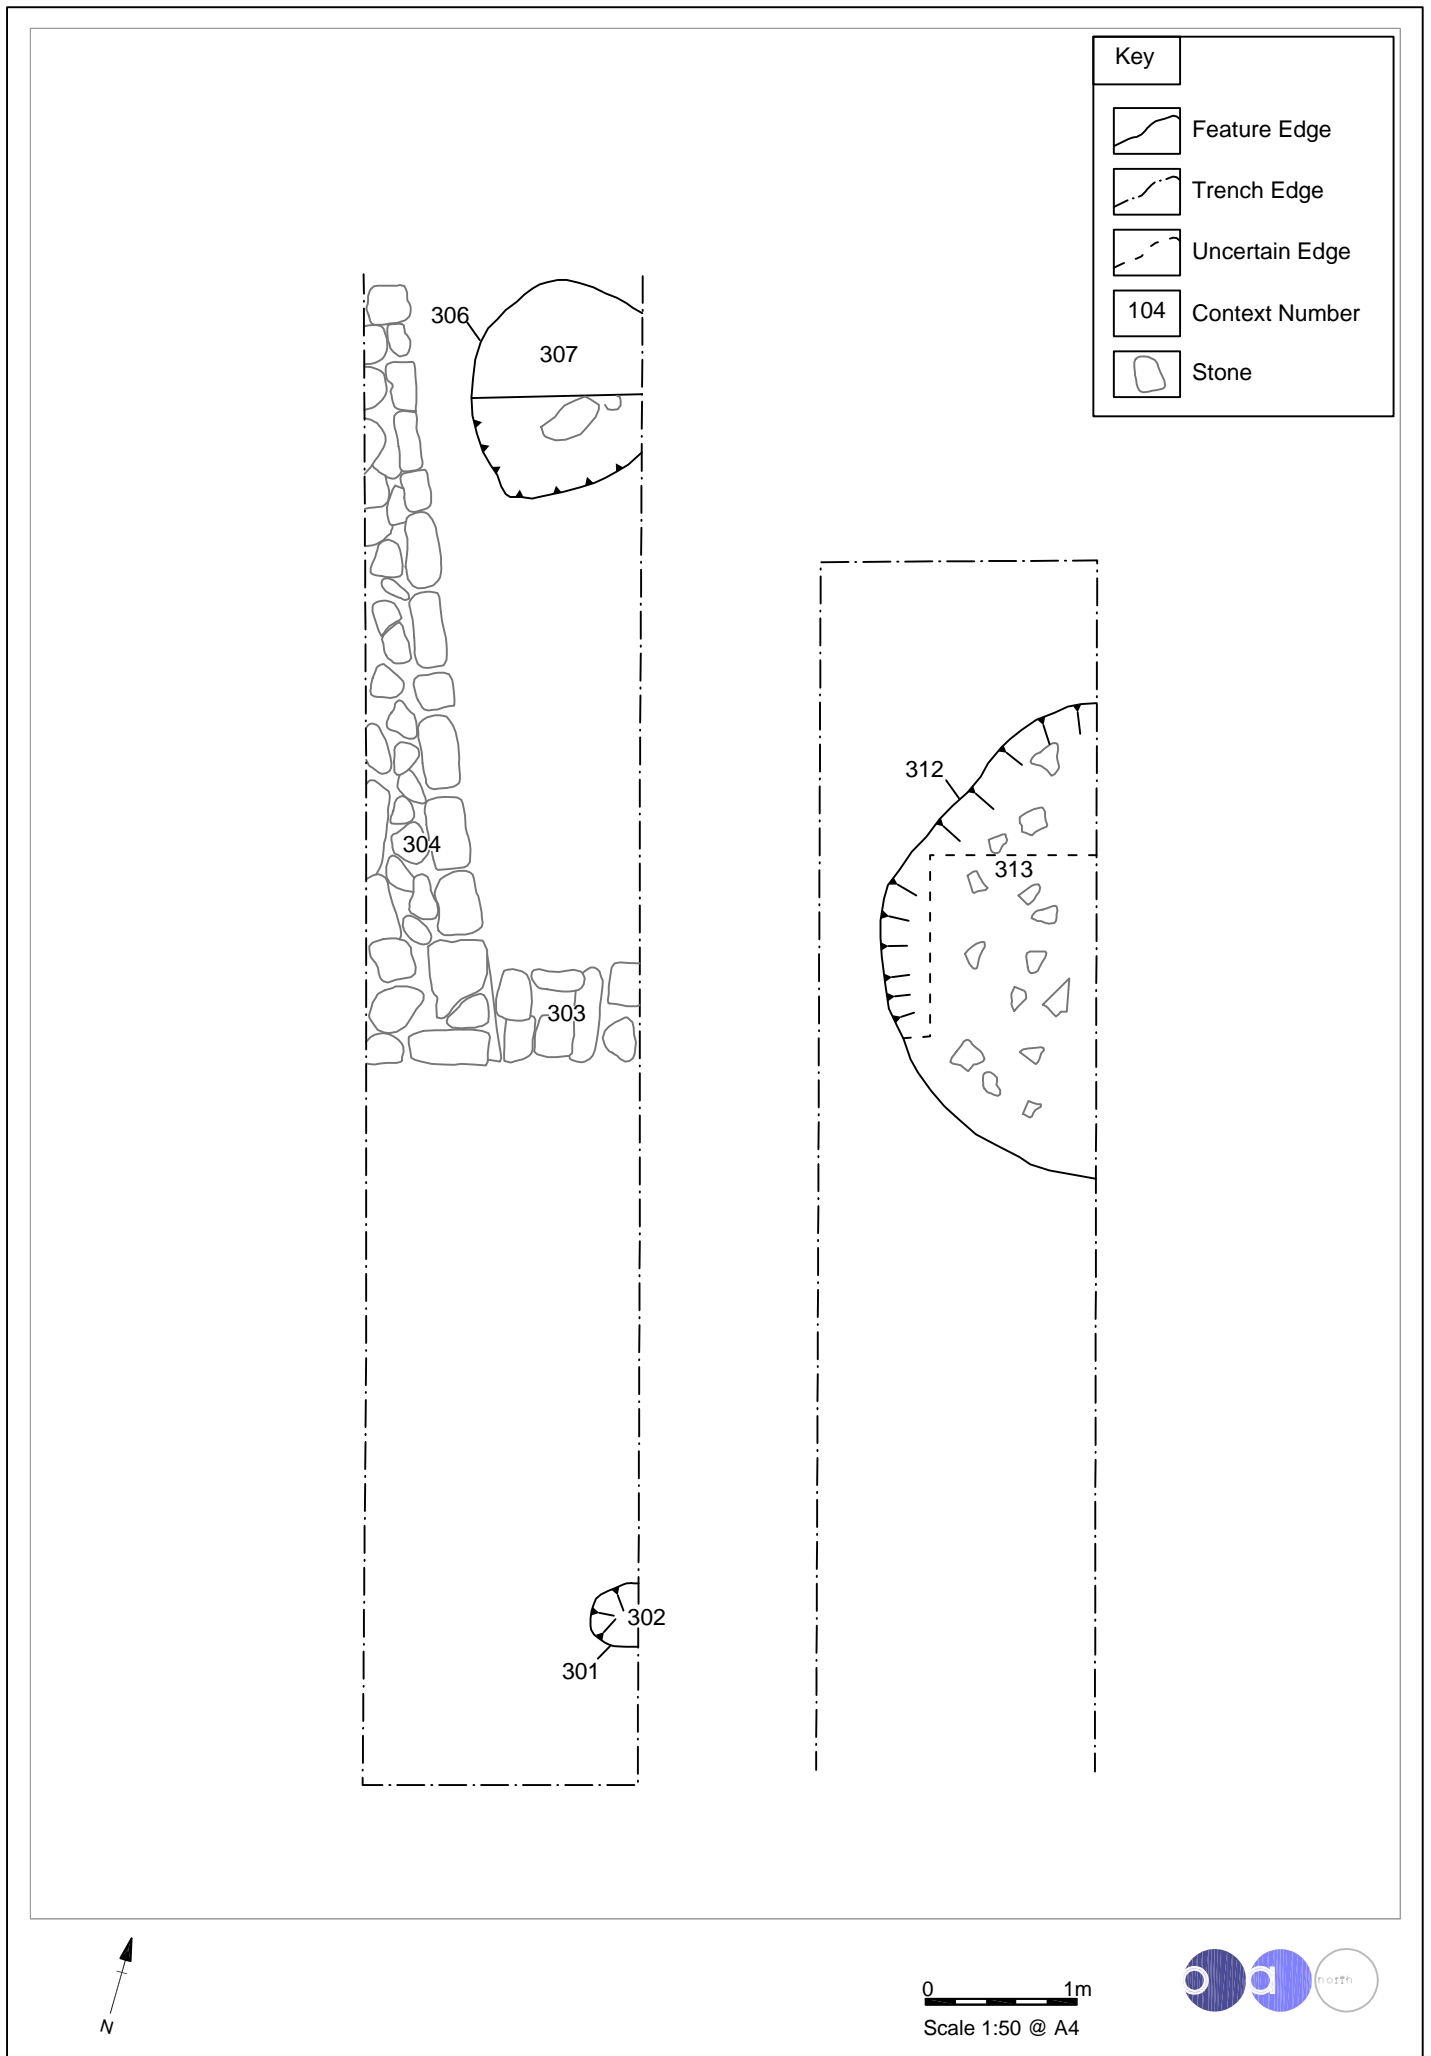 Key
Feature Edge
Trench Edge
Uncertain Edge
104 Context Number
Stone
306
307
312
313
304
303
302
301
N
0 1m
Scale 1:50 @ A4
o a north